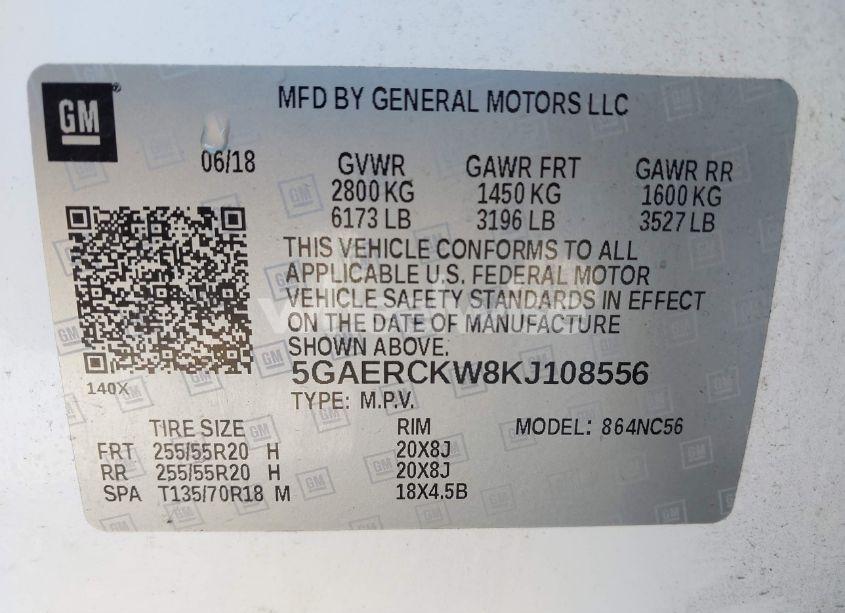 GM ®
MFD BY GENERAL MOTORS LLC
06/18 GVWR GAWR FRT GAWR RR
2800 KG 1450 KG 1600 KG
6173 LB 3196 LB 3527 LB
THIS VEHICLE CONFORMS TO ALL
APPLICABLE U.S. FEDERAL MOTOR
VEHICLE SAFETY STANDARDS IN EFFECT
ON THE DATE OF MANUFACTURE
SHOWN ABOVE.
140X
5GAERCKW8KJ108556
TYPE: M.P.V.
TIRE SIZE RIM MODEL: 864NC56
FRT 255/55R20 H 20X8J
RR 255/55R20 H 20X8J
SPA T135/70R18 M 18X4.5B